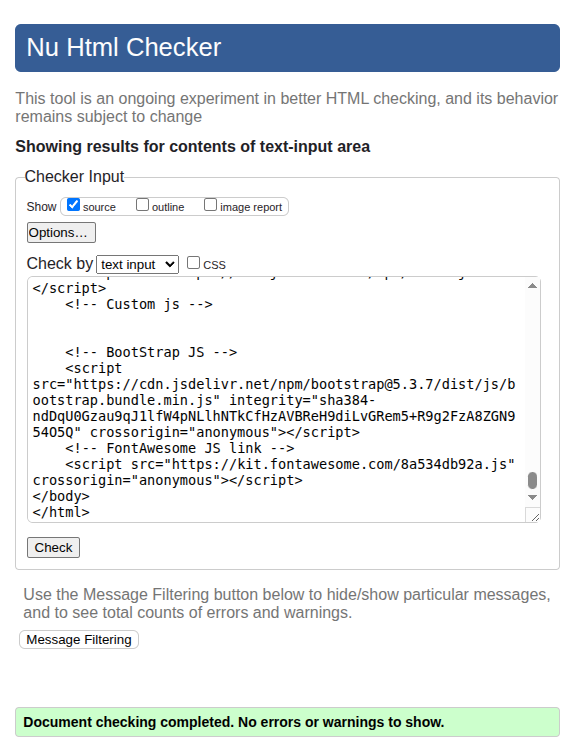 Nu Html Checker
This tool is an ongoing experiment in better HTML checking, and its behavior
remains subject to change
Showing results for contents of text-input area
Checker Input
Show source outline image report
Options…
Check by text input CSS
</script>
<!-- Custom js -->
<!-- BootStrap JS -->
<script
src="https://cdn.jsdelivr.net/npm/bootstrap@5.3.7/dist/js/b
ootstrap.bundle.min.js" integrity="sha384-
ndDqU0Gzau9qJ1lfW4pNLlhNTkCfHzAVBReH9diLvGRem5+R9g2FzA8ZGN9
54O5Q" crossorigin="anonymous"></script>
<!-- FontAwesome JS link -->
<script src="https://kit.fontawesome.com/8a534db92a.js"
crossorigin="anonymous"></script>
</body>
</html>
Check
Use the Message Filtering button below to hide/show particular messages,
and to see total counts of errors and warnings.
Message Filtering
Document checking completed. No errors or warnings to show.